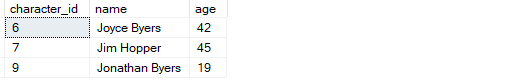 character_id name age
6 Joyce Byers 42
7 Jim Hopper 45
9 Jonathan Byers 19